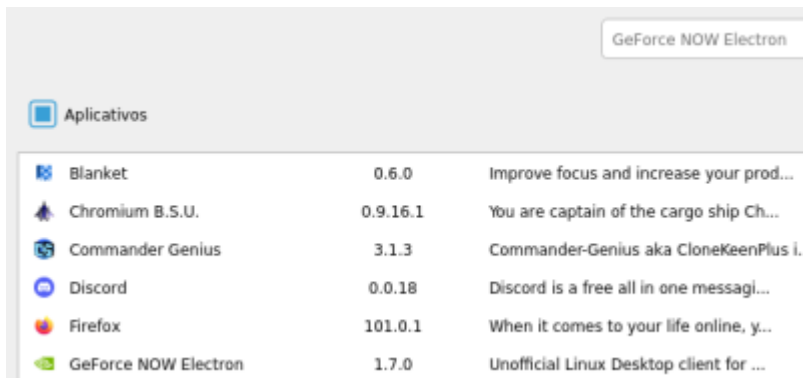 GeForce NOW Electron
Aplicativos
Blanket 0.6.0 Improve focus and increase your prod...
Chromium B.S.U. 0.9.16.1 You are captain of the cargo ship Ch...
Commander Genius 3.1.3 Commander-Genius aka CloneKeenPlus i.
Discord 0.0.18 Discord is a free all in one messagi...
Firefox 101.0.1 When it comes to your life online, y...
GeForce NOW Electron 1.7.0 Unofficial Linux Desktop client for ...